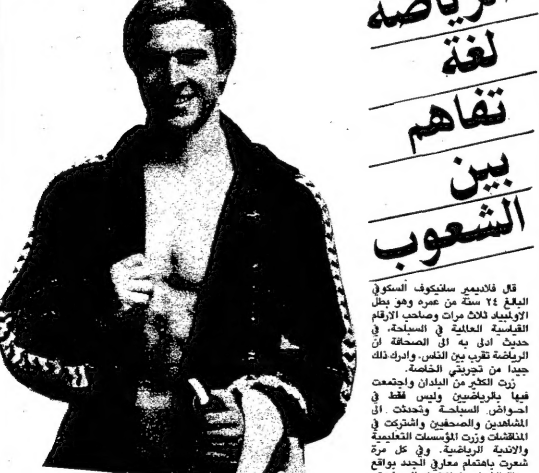 الرياضة
لغة
تفاهم
بين
الشعوب
قال فلاديمير سانيكوف السكوفي
البالغ ٢٤ سنة من عمره وهو بطل
الاولمبياد ثلاث مرات وصاحب الارقام
القياسية العالمية في السباحة، في
حديث ادلى به الى الصحافة ان
الرياضة تقرب بين الناس. وادرك ذلك
جيدا من تجربتي الخاصة.
زرت الكثير من البلدان واجتمعت
فيها بالرياضيين وليس فقط في
احواض السباحة وتحدثت الى
المشاهدين والصحفيين واشتركت في
المناقشات وزرت المؤسسات التعليمية
والاندية الرياضية. وفي كل مرة
شعرت باهتمام معارفي الجدد بواقع